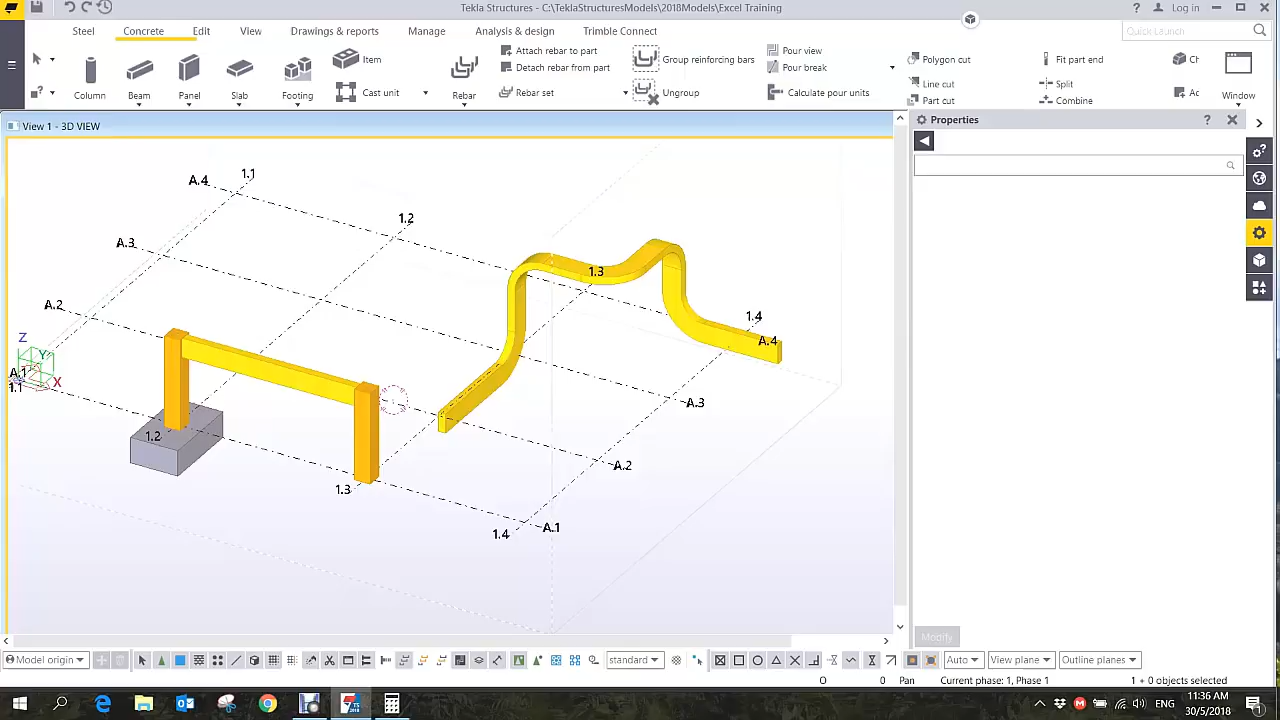 Tekla Structures - C:\TeklaStructuresModels\2018Models\Excel Training
? Log in
Steel Concrete Edit View Drawings & reports Manage Analysis & design Trimble Connect
Quick Launch
Attach rebar to part
Detach rebar from part
Rebar set
Item
Cast unit
Column Beam Panel Slab Footing Rebar
Group reinforcing bars
Ungroup
Pour view
Pour break
Calculate pour units
Polygon cut
Line cut
Part cut
Fit part end
Split
Combine
Ch
Ac
Window
View 1 - 3D VIEW
Properties
?
A.4 1.1
1.2
A.3
1.3
A.2
1.4
A.4
Z
Y
X
A.1
1.1
A.3
1.2
A.2
1.3
A.1
1.4
Modify
Model origin
standard
Auto
View plane
Outline planes
O 0 Pan Current phase: 1, Phase 1 1 + 0 objects selected
ENG
11:36 AM
30/5/2018